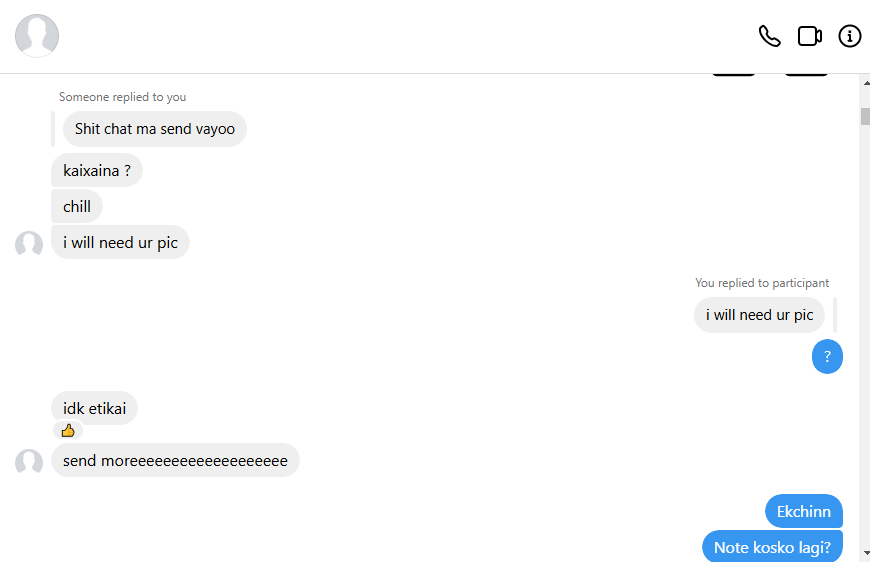 Someone replied to you
Shit chat ma send vayoo
kaixaina ?
chill
i will need ur pic
You replied to participant
i will need ur pic
?
idk etikai
send moreeeeeeeeeeeeeeeeeee
Ekchinn
Note kosko lagi?